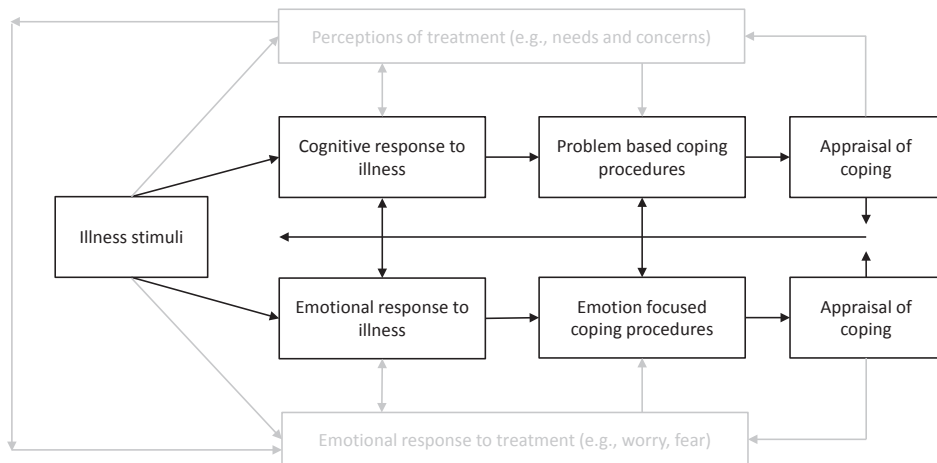 Perceptions of treatment (e.g., needs and concerns)
Cognitive response to
illness
Problem based coping
procedures
Appraisal of
coping
Illness stimuli
Emotional response to
illness
Emotion focused
coping procedures
Appraisal of
coping
Emotional response to treatment (e.g., worry, fear)